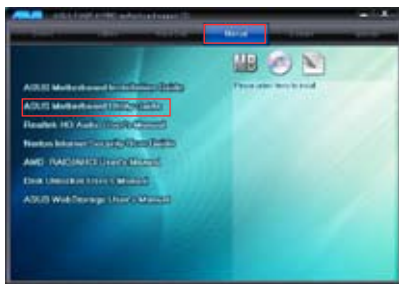 ASUS
Manual
MB
ASUS Motherboard Installation Guide
ASUS Motherboard Utility Guide
Realtek HD Audio User's Manual
Norton Internet Security User Guide
AMD RAID/AHCI User's Manual
Disk Unlocker User's Manual
ASUS WebStorage User's Manual
Please select item to install